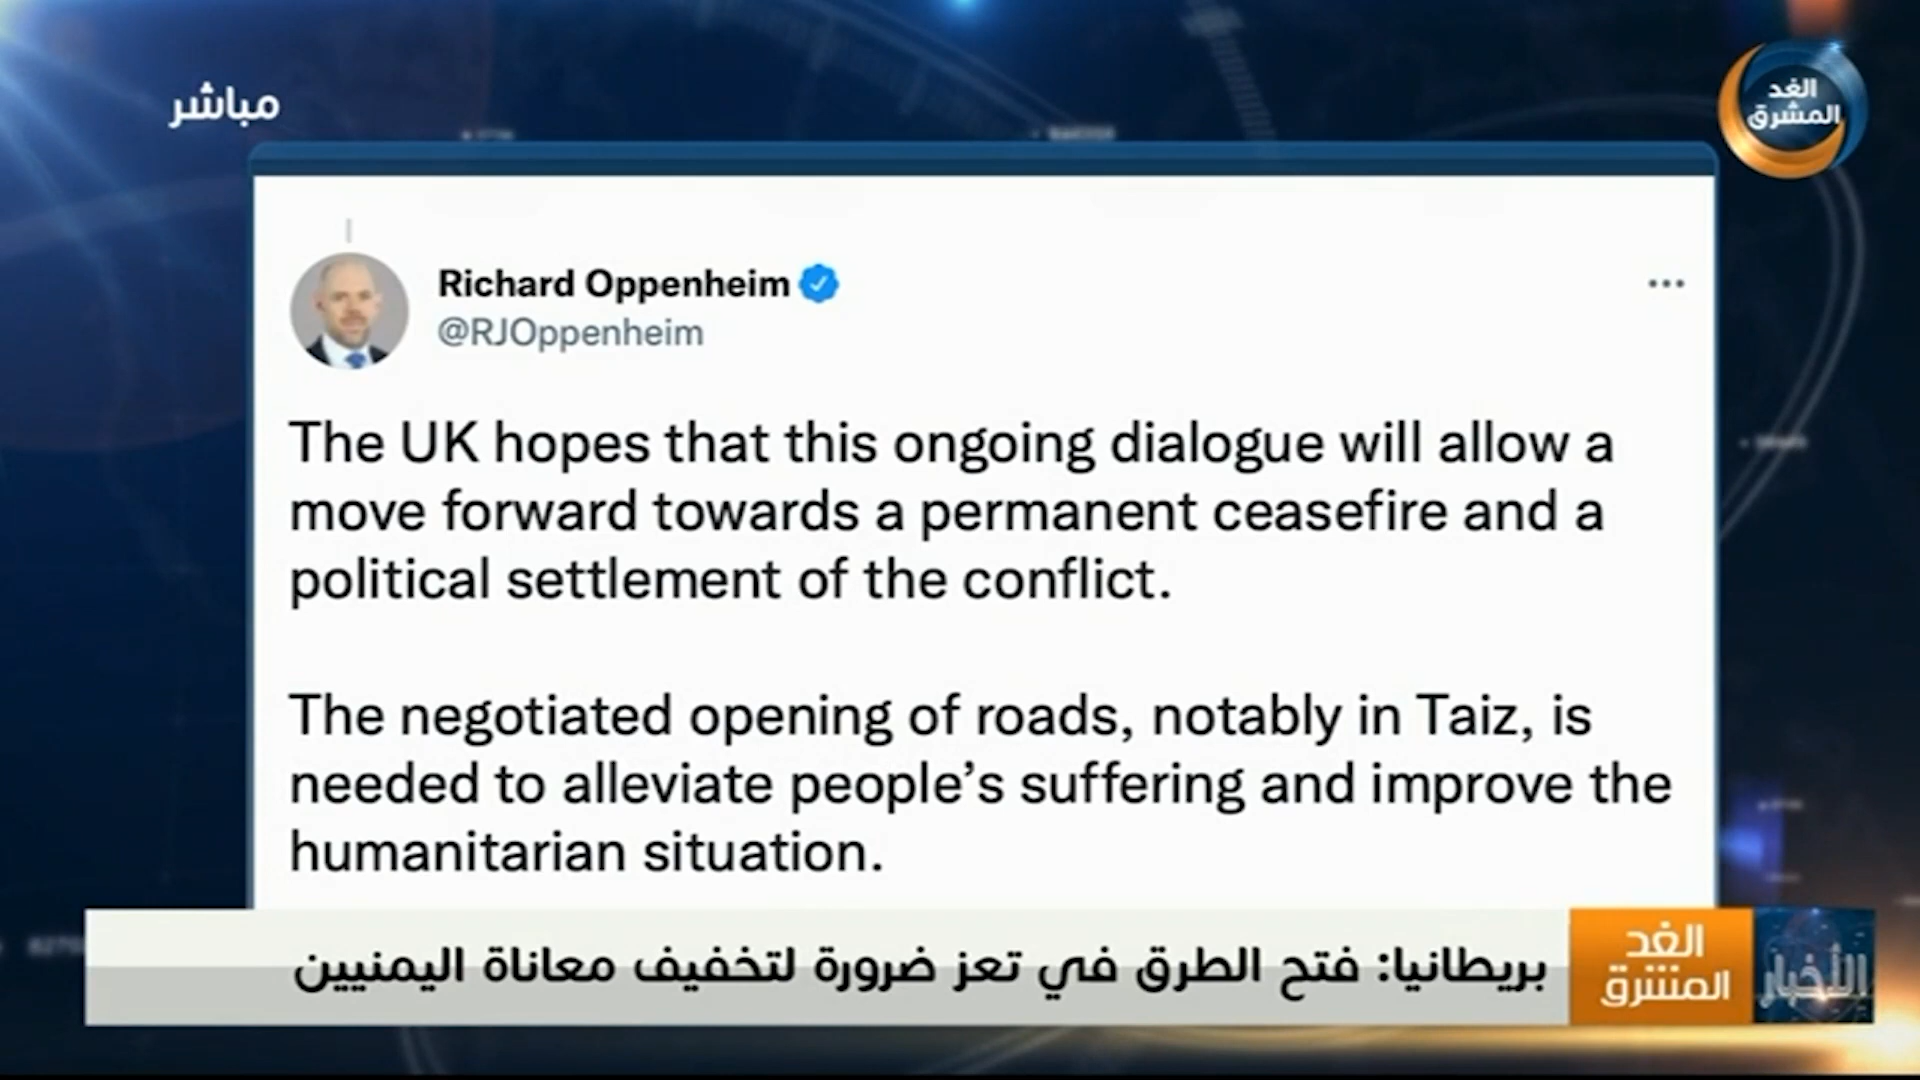 مباشر
الغد
المشرق
Richard Oppenheim
@RJOppenheim
The UK hopes that this ongoing dialogue will allow a
move forward towards a permanent ceasefire and a
political settlement of the conflict.
The negotiated opening of roads, notably in Taiz, is
needed to alleviate people’s suffering and improve the
humanitarian situation.
بريطانيا: فتح الطرق في تعز ضرورة لتخفيف معاناة اليمنيين
الغد
المشرق
الأخبار